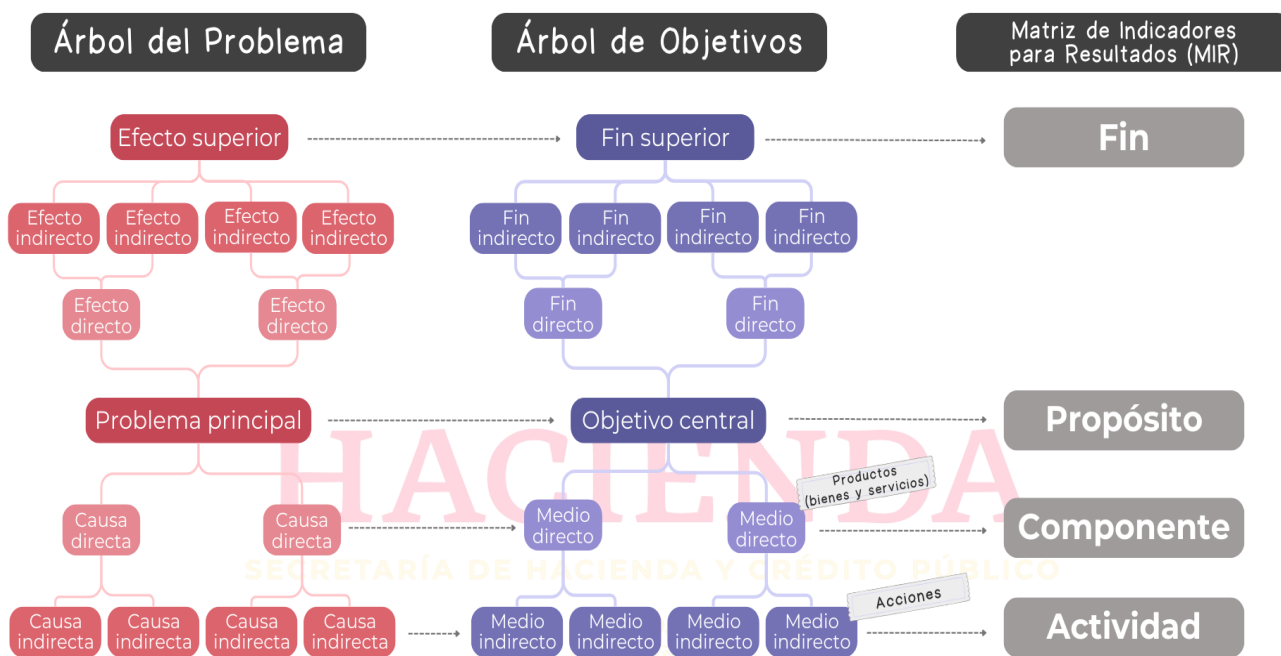 Árbol del Problema
Árbol de Objetivos
Matriz de Indicadores
para Resultados (MIR)
Efecto superior
Fin superior
Fin
Efecto
indirecto
Efecto
indirecto
Efecto
indirecto
Efecto
indirecto
Fin
indirecto
Fin
indirecto
Fin
indirecto
Fin
indirecto
Efecto
directo
Efecto
directo
Fin
directo
Fin
directo
Problema principal
Objetivo central
Propósito
HACIENDA
SECRETARÍA DE HACIENDA Y CRÉDITO PÚBLICO
Productos
(bienes y servicios)
Causa
directa
Causa
directa
Medio
directo
Medio
directo
Componente
Acciones
Causa
indirecta
Causa
indirecta
Causa
indirecta
Causa
indirecta
Medio
indirecto
Medio
indirecto
Medio
indirecto
Medio
indirecto
Actividad